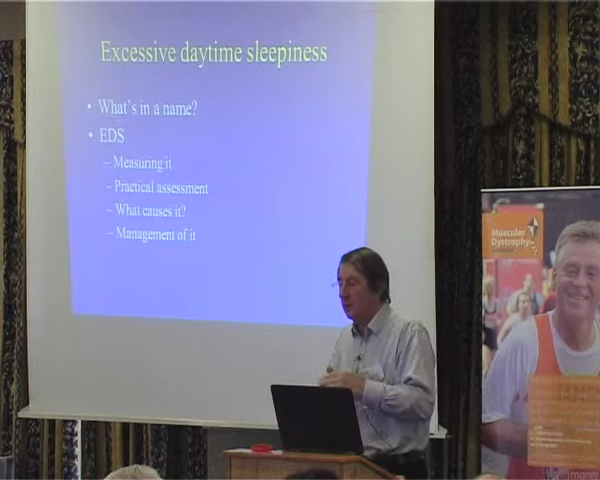 Excessive daytime sleepiness
• What's in a name?
• EDS
– Measuring it
– Practical assessment
– What causes it?
– Management of it
Muscular
Dystrophy